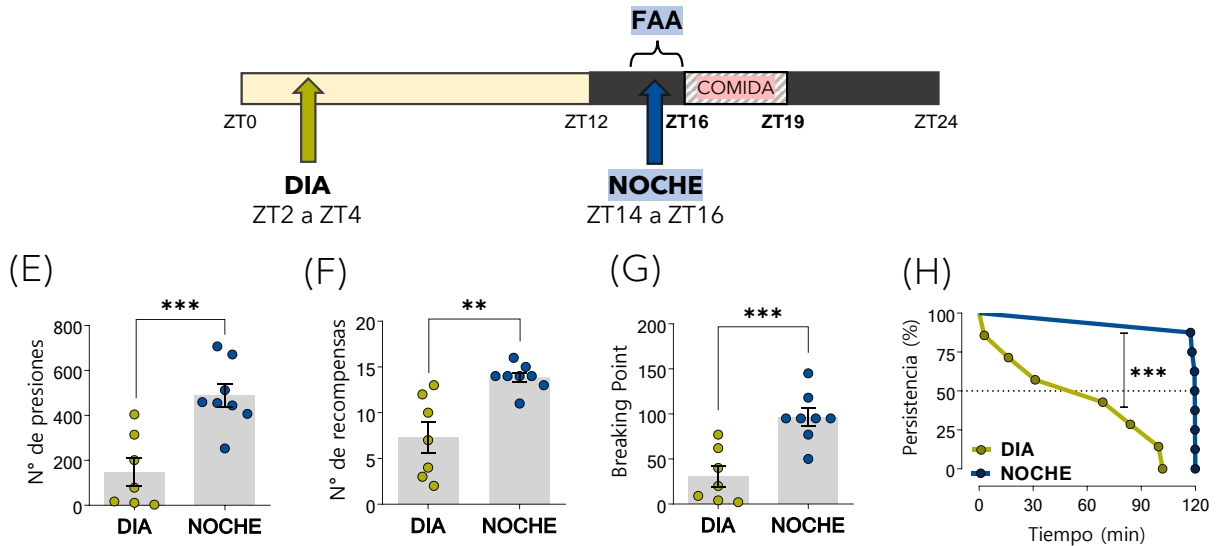 FAA
COMIDA
ZT0
ZT12
ZT16
ZT19
ZT24
DIA
NOCHE
ZT2 a ZT4
ZT14 a ZT16
(E)
(F)
(G)
(H)
***
N° de presiones
800
600
400
200
0
DIA
NOCHE
**
N° de recompensas
20
15
10
5
0
DIA
NOCHE
***
Breaking Point
200
150
100
50
0
DIA
NOCHE
Persistencia (%)
100
75
50
25
0
***
DIA
NOCHE
0
30
60
90
120
Tiempo (min)